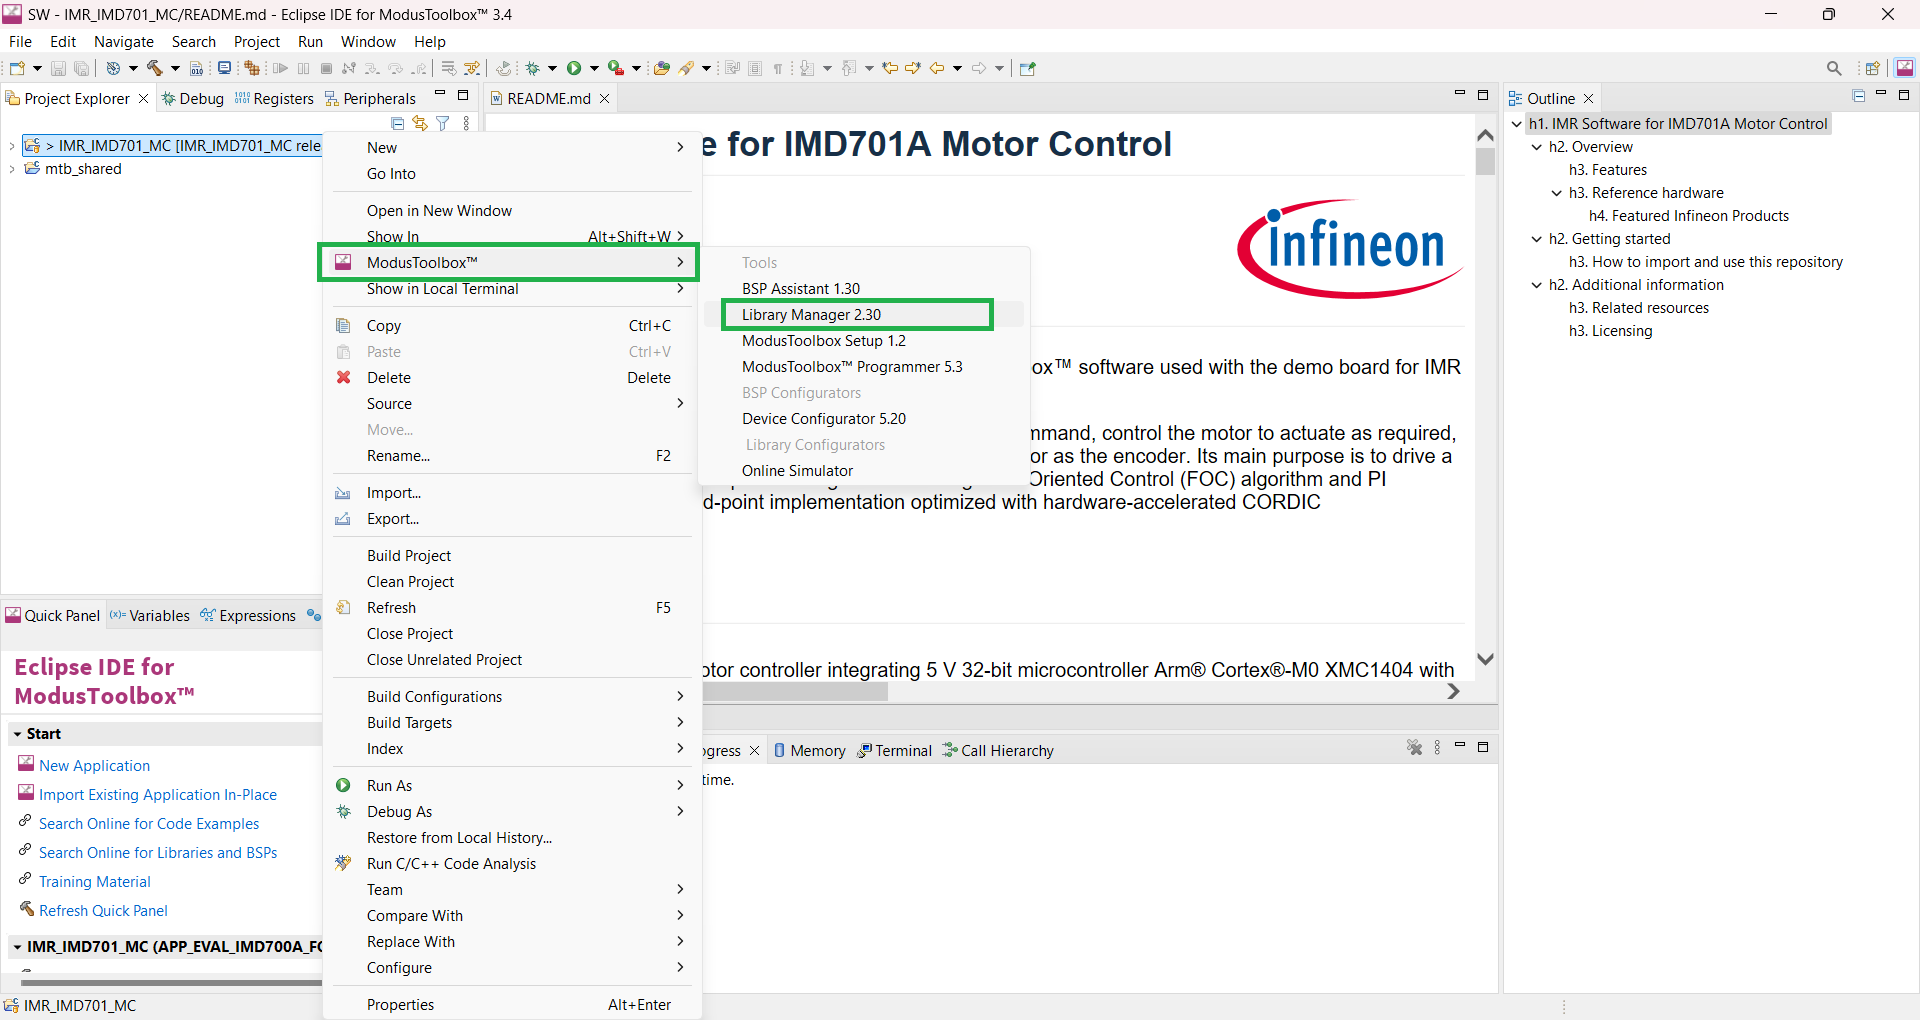 SW - IMR_IMD701_MC/README.md - Eclipse IDE for ModusToolbox™ 3.4
File Edit Navigate Search Project Run Window Help
Project Explorer
Debug
Registers
Peripherals
README.md
Outline
> IMR_IMD701_MC [IMR_IMD701_MC rele
mtb_shared
New
Go Into
Open in New Window
Show In Alt+Shift+W
ModusToolbox™
Show in Local Terminal
Copy Ctrl+C
Paste Ctrl+V
Delete Delete
Source
Move...
Rename... F2
Import...
Export...
Build Project
Clean Project
Refresh F5
Close Project
Close Unrelated Project
Build Configurations
Build Targets
Index
Run As
Debug As
Restore from Local History...
Run C/C++ Code Analysis
Team
Compare With
Replace With
Configure
Properties Alt+Enter
Tools
BSP Assistant 1.30
Library Manager 2.30
ModusToolbox Setup 1.2
ModusToolbox™ Programmer 5.3
BSP Configurators
Device Configurator 5.20
Library Configurators
Online Simulator
e for IMD701A Motor Control
infineon
ox™ software used with the demo board for IMR
mmand, control the motor to actuate as required,
or as the encoder. Its main purpose is to drive a
Oriented Control (FOC) algorithm and PI
d-point implementation optimized with hardware-accelerated CORDIC
otor controller integrating 5 V 32-bit microcontroller Arm® Cortex®-M0 XMC1404 with
h1. IMR Software for IMD701A Motor Control
h2. Overview
h3. Features
h3. Reference hardware
h4. Featured Infineon Products
h2. Getting started
h3. How to import and use this repository
h2. Additional information
h3. Related resources
h3. Licensing
Quick Panel
(x)= Variables
Expressions
Eclipse IDE for
ModusToolbox™
Start
New Application
Import Existing Application In-Place
Search Online for Code Examples
Search Online for Libraries and BSPs
Training Material
Refresh Quick Panel
IMR_IMD701_MC (APP_EVAL_IMD700A_FO
ogress
Memory
Terminal
Call Hierarchy
time.
IMR_IMD701_MC